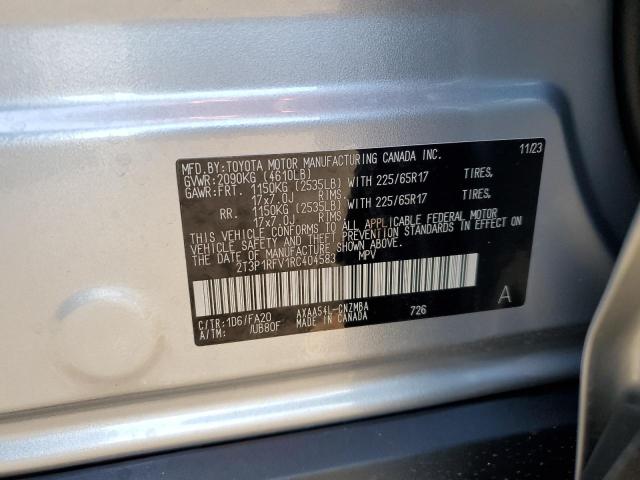 MFD. BY: TOYOTA MOTOR MANUFACTURING CANADA INC. 11/23
GVWR: 2090KG (4610LB)
GAWR: FRT. 1150KG (2535LB) WITH 225/65R17 TIRES,
17x7.0J RIMS
RR. 1150KG (2535LB) WITH 225/65R17 TIRES,
17x7.0J RIMS
THIS VEHICLE CONFORMS TO ALL APPLICABLE FEDERAL MOTOR
VEHICLE SAFETY AND BUMPER STANDARDS IN EFFECT ON
THE DATE OF MANUFACTURE SHOWN ABOVE.
2T3P1RFV1RC404583 MPV
C/TR: 1D6/FA20 AXAA54L-CNZMBA 726 A
A/TM: /UB80F MADE IN CANADA